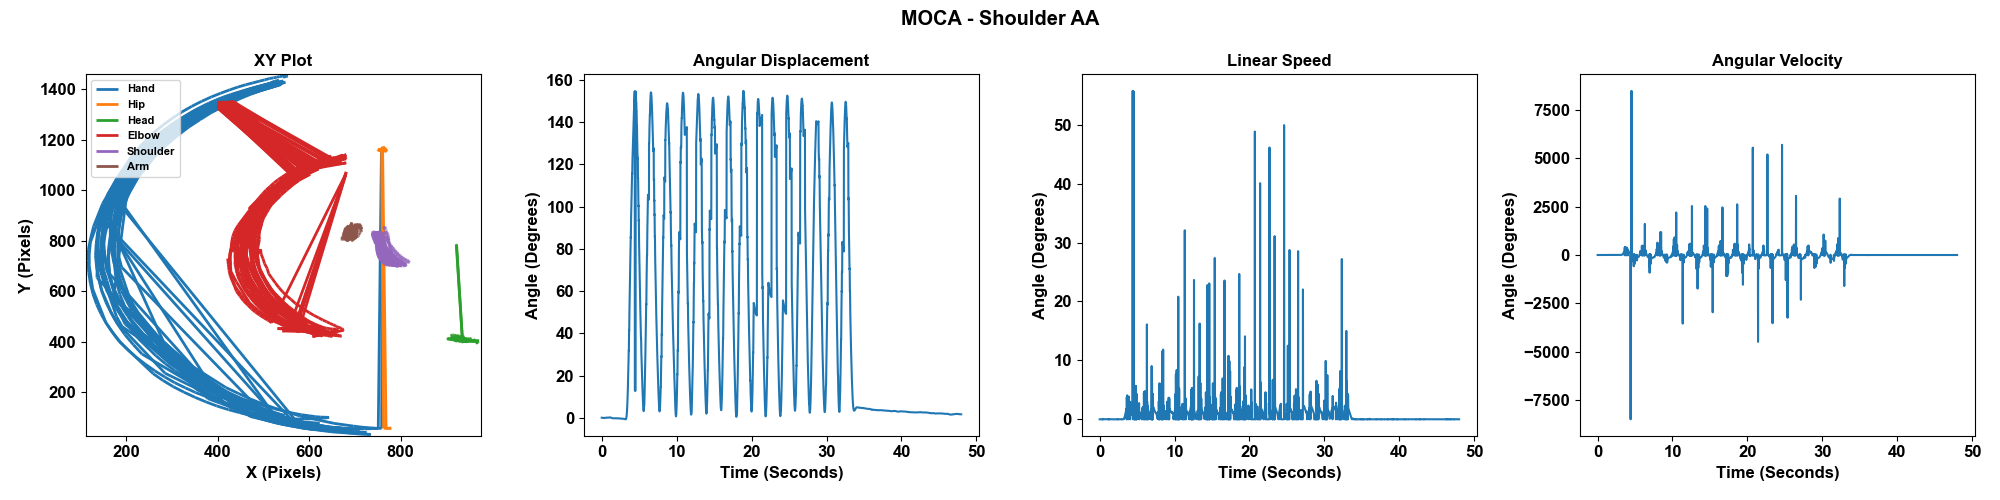 MOCA - Shoulder AA
XY Plot
Y (Pixels)
1400
1200
1000
800
600
400
200
Hand
Hip
Head
Elbow
Shoulder
Arm
200 400 600 800
X (Pixels)
Angular Displacement
Angle (Degrees)
160
140
120
100
80
60
40
20
0
0 10 20 30 40 50
Time (Seconds)
Linear Speed
Angle (Degrees)
50
40
30
20
10
0
0 10 20 30 40 50
Time (Seconds)
Angular Velocity
Angle (Degrees)
7500
5000
2500
0
−2500
−5000
−7500
0 10 20 30 40 50
Time (Seconds)